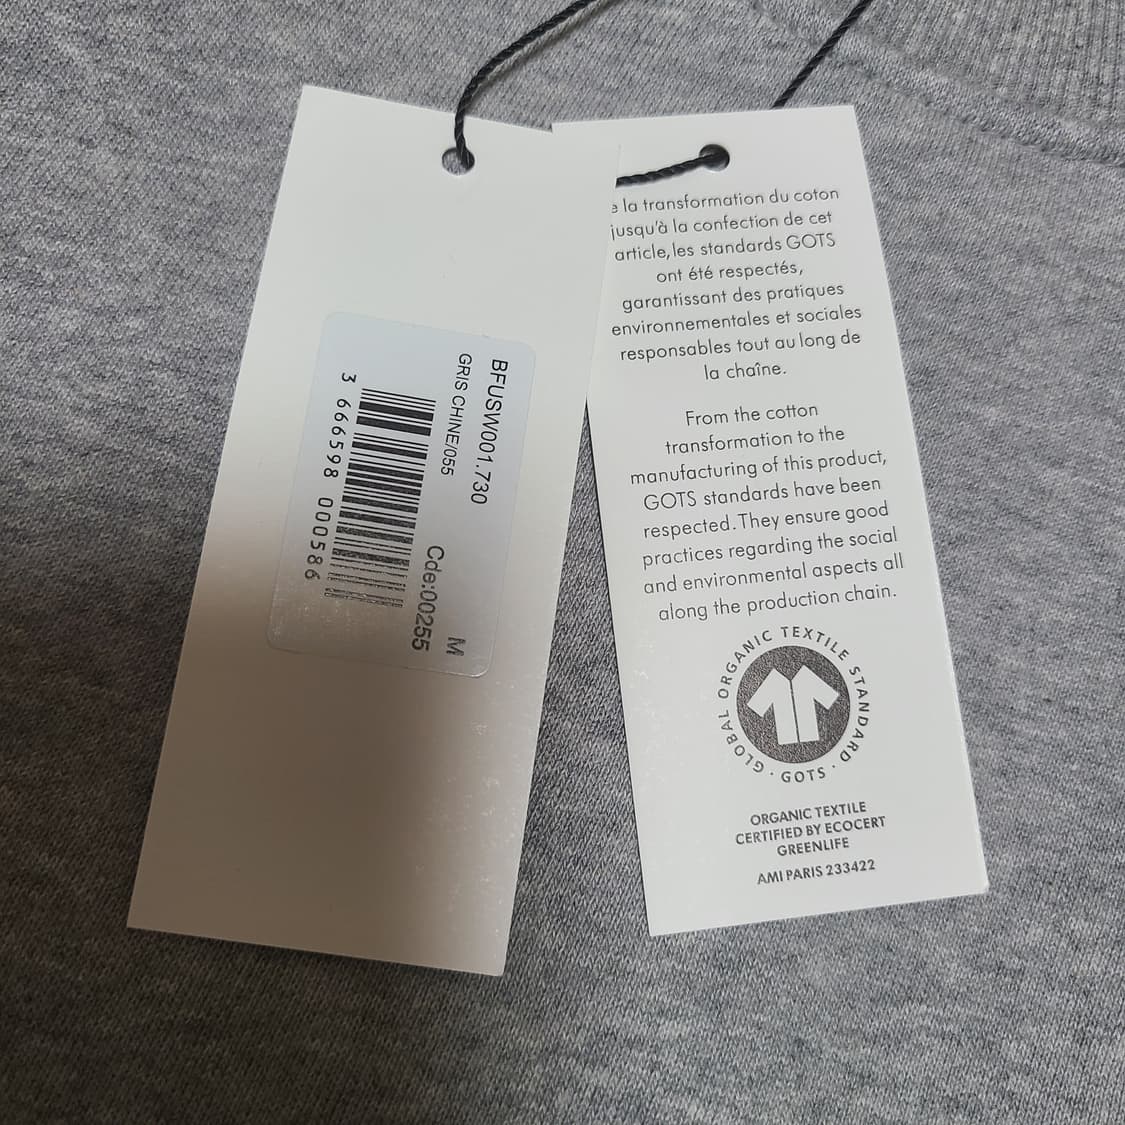 BFUSW001.730
GRIS CHINE/055
M
Cde:00255
3 666598 000586
la transformation du coton
jusqu'à la confection de cet
article, les standards GOTS
ont été respectés,
garantissant des pratiques
environnementales et sociales
responsables tout au long de
la chaîne.
From the cotton
transformation to the
manufacturing of this product,
GOTS standards have been
respected. They ensure good
practices regarding the social
and environmental aspects all
along the production chain.
GLOBAL ORGANIC TEXTILE STANDARD · GOTS ·
ORGANIC TEXTILE
CERTIFIED BY ECOCERT
GREENLIFE
AMI PARIS 233422